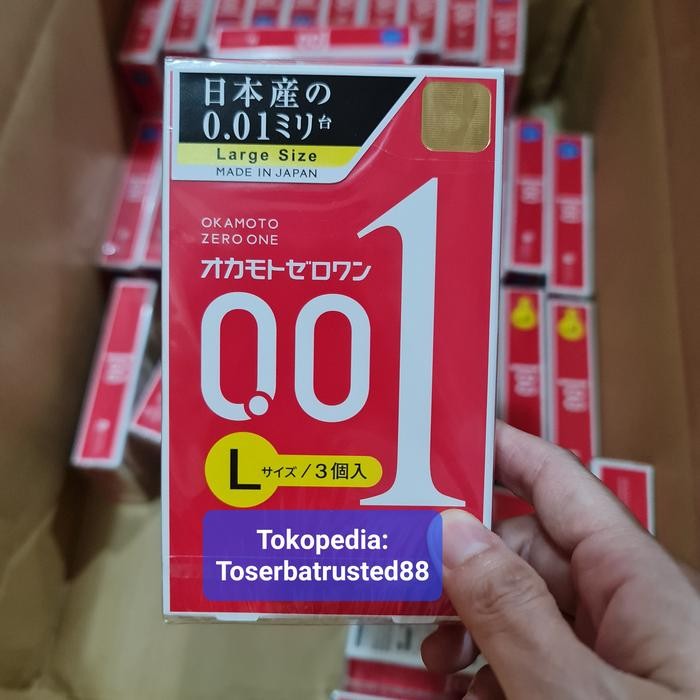 日本産の
0.01ミリ台
Large Size
MADE IN JAPAN
OKAMOTO
ZERO ONE
オカモトゼロワン
0.01
Lサイズ/3個入
Tokopedia:
Toserbatrusted88